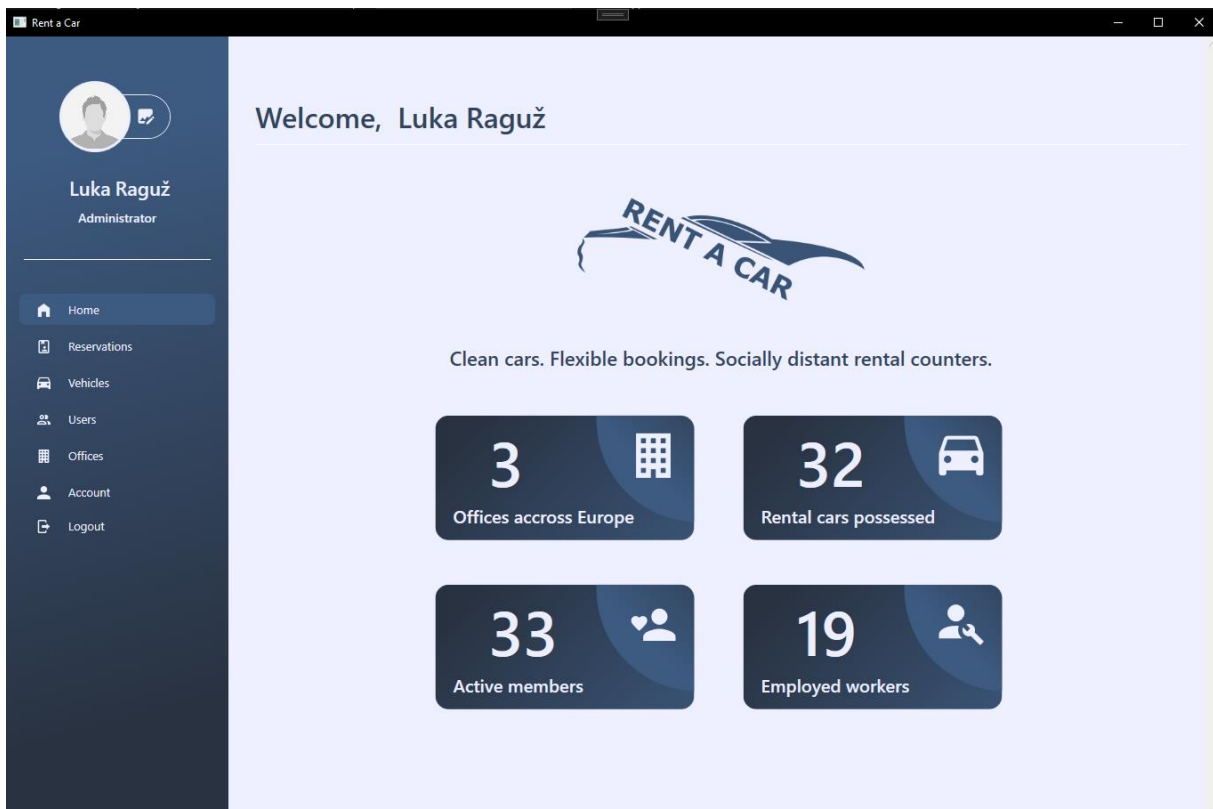 Rent a Car
Luka Raguž
Administrator
Home
Reservations
Vehicles
Users
Offices
Account
Logout
Welcome,  Luka Raguž
RENT A CAR
Clean cars. Flexible bookings. Socially distant rental counters.
3
Offices accross Europe
32
Rental cars possessed
33
Active members
19
Employed workers